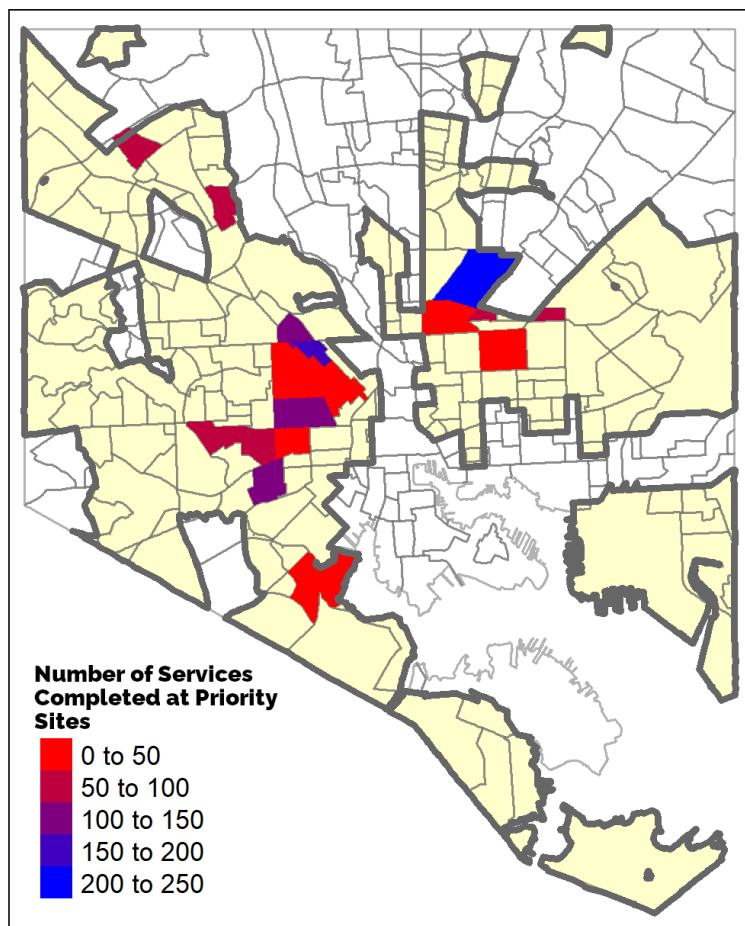 Number of Services
Completed at Priority
Sites
0 to 50
50 to 100
100 to 150
150 to 200
200 to 250